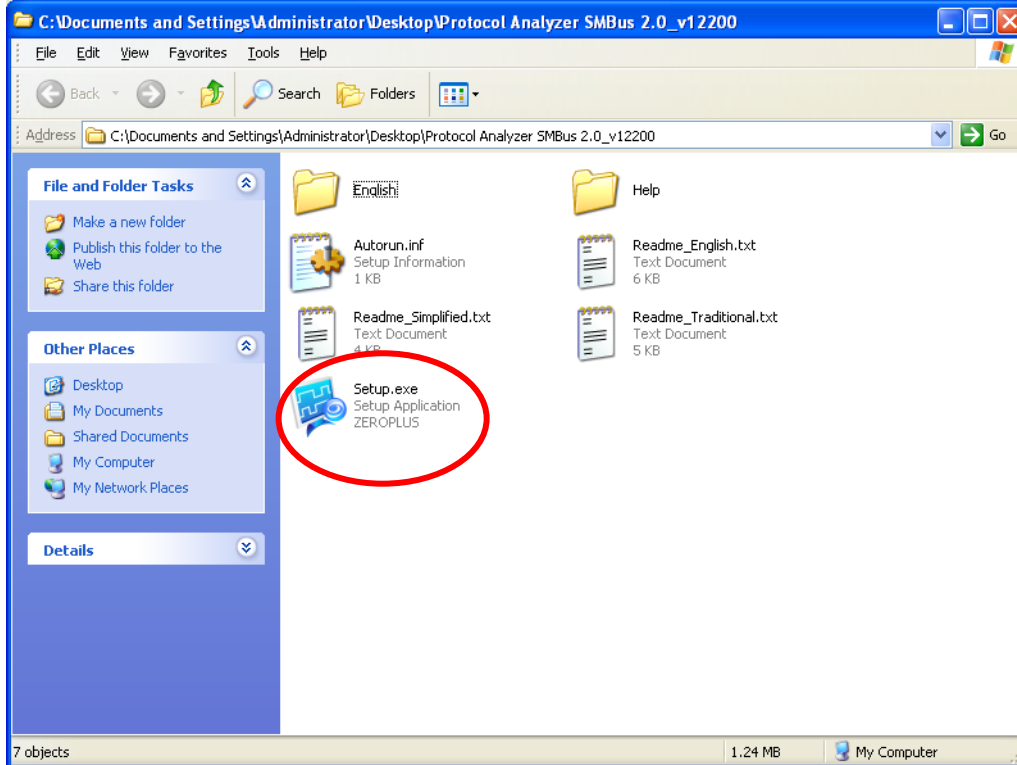 C:\Documents and Settings\Administrator\Desktop\Protocol Analyzer SMBus 2.0_v12200
File Edit View Favorites Tools Help
Back Search Folders
Address C:\Documents and Settings\Administrator\Desktop\Protocol Analyzer SMBus 2.0_v12200 Go
File and Folder Tasks
Make a new folder
Publish this folder to the
Web
Share this folder
Other Places
Desktop
My Documents
Shared Documents
My Computer
My Network Places
Details
English
Help
Autorun.inf
Setup Information
1 KB
Readme_English.txt
Text Document
6 KB
Readme_Simplified.txt
Text Document
4 KB
Readme_Traditional.txt
Text Document
5 KB
Setup.exe
Setup Application
ZEROPLUS
7 objects 1.24 MB My Computer